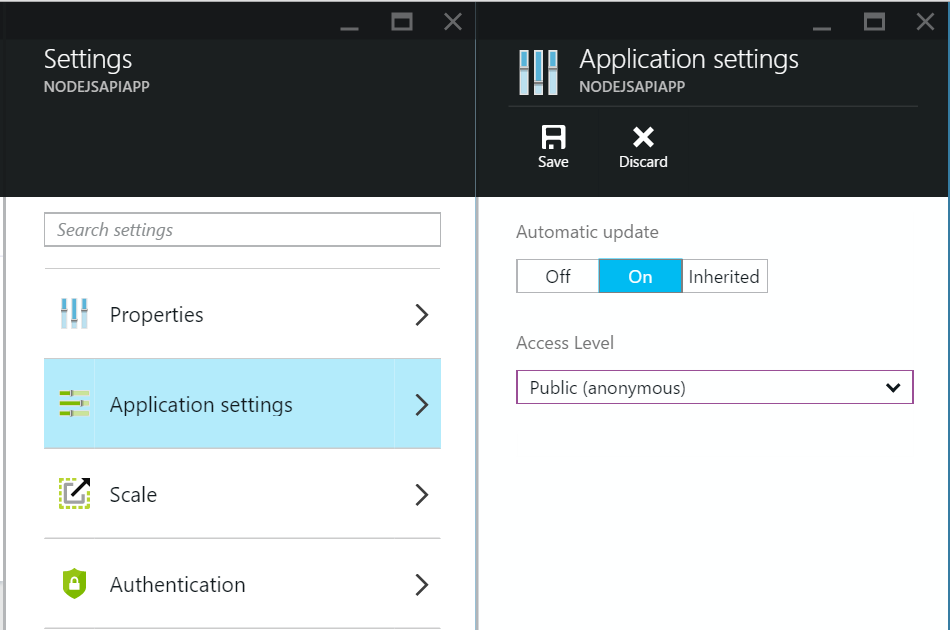 Settings
NODEJSAPIAPP
Search settings
Properties
Application settings
Scale
Authentication
Application settings
NODEJSAPIAPP
Save
Discard
Automatic update
Off
On
Inherited
Access Level
Public (anonymous)